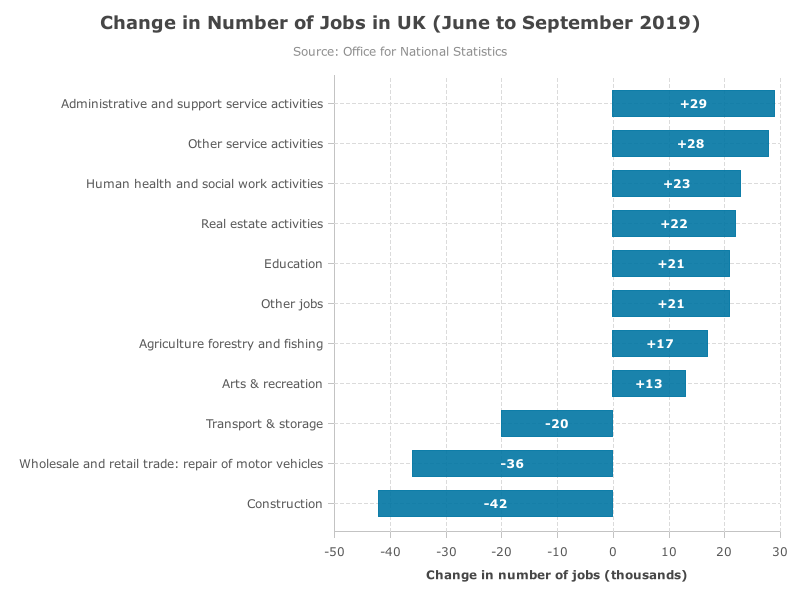 Change in Number of Jobs in UK (June to September 2019)
Source: Office for National Statistics
Administrative and support service activities +29
Other service activities +28
Human health and social work activities +23
Real estate activities +22
Education +21
Other jobs +21
Agriculture forestry and fishing +17
Arts & recreation +13
Transport & storage -20
Wholesale and retail trade: repair of motor vehicles -36
Construction -42
-50 -40 -30 -20 -10 0 10 20 30
Change in number of jobs (thousands)